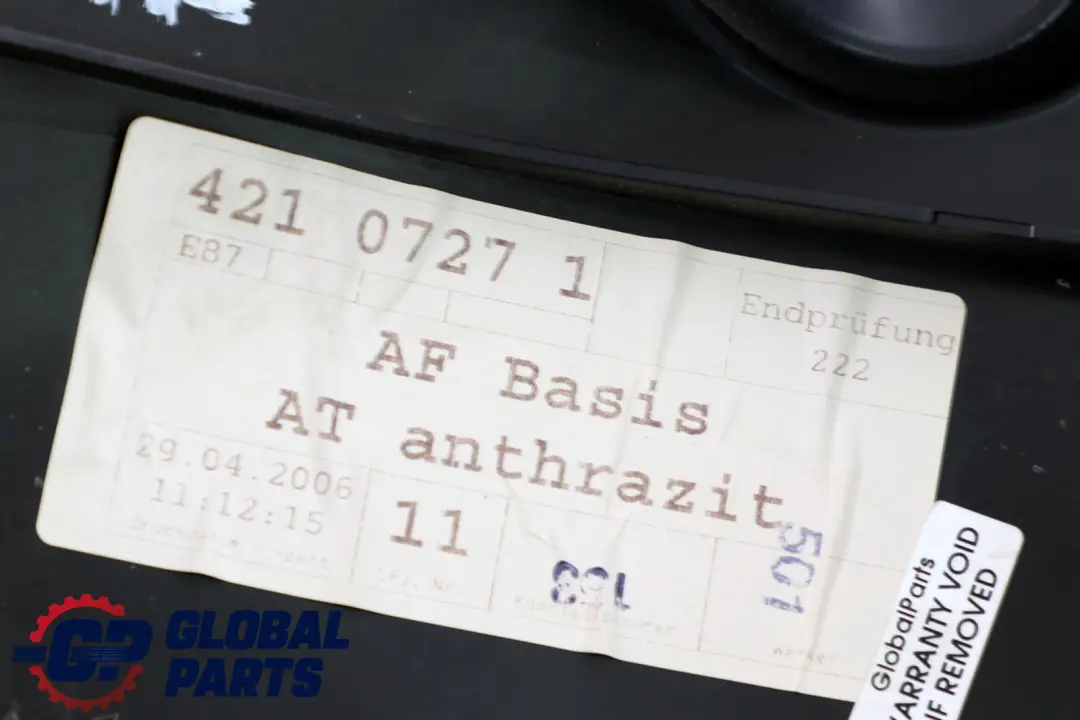 421 0727 1
E87
Endprüfung
222
AF Basis
AT anthrazit
29.04.2006
11:12:15
11
501
GlobalParts
WARRANTY VOID
IF REMOVED
GP GLOBAL
PARTS